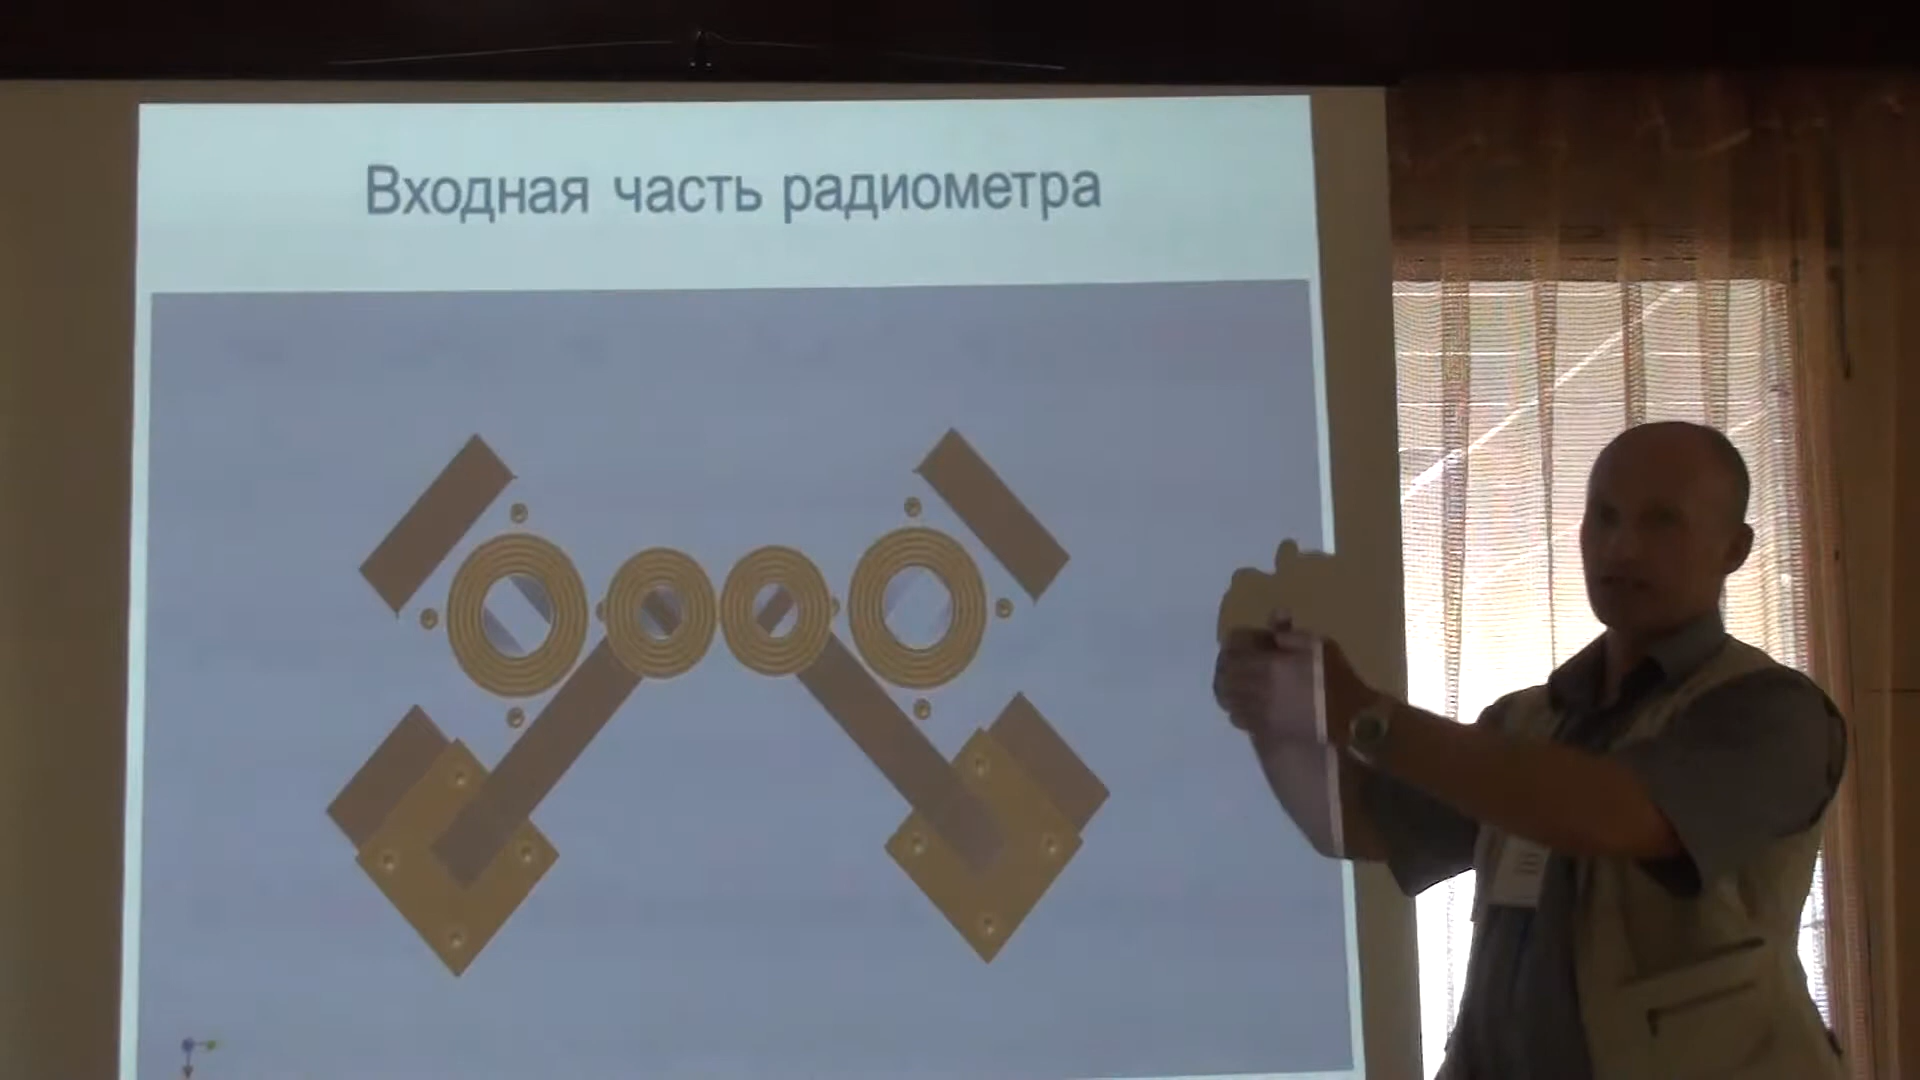 Входная часть радиометра